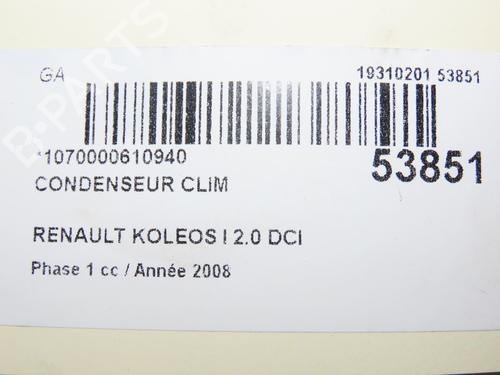 GA
19310201 53851
*1070000610940
53851
CONDENSEUR CLIM
RENAULT KOLEOS I 2.0 DCI
Phase 1 cc / Année 2008
B-PARTS